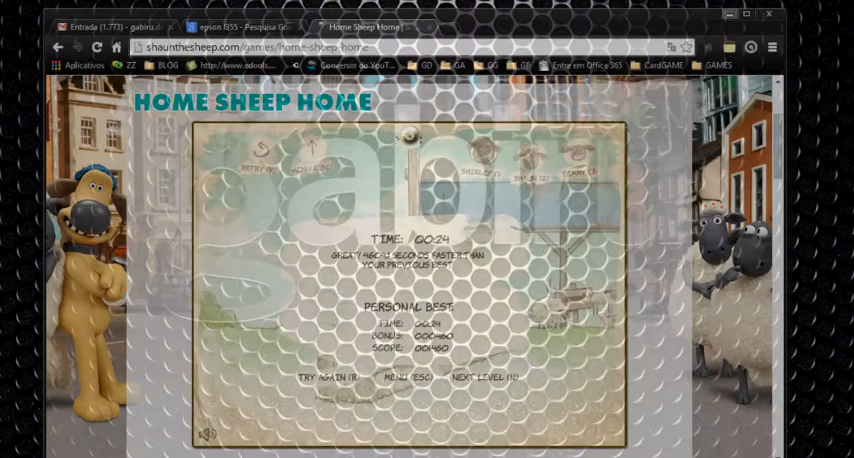 Entrada (1.773) - gabiru.d
epson l355 - Pesquisa Go
Home Sheep Home |
shaunthesheep.com/games/home-sheep-home
Aplicativos ZZ BLOG Conversor do YouT... GD GA GG GP Entre em Office 365 CardGAME GAMES
HOME SHEEP HOME
RETRY (R) MENU (ESC) SHIRLEY (1) SHAUN (2) TIMMY (3)
TIME: 00:24
SECONDS FASTER THAN
YOUR PREVIOUS BEST
PERSONAL BEST:
TIME: 00:24
BONUS: 000460
SCORE: 001460
TRY AGAIN (R) MENU (ESC) NEXT LEVEL (N)